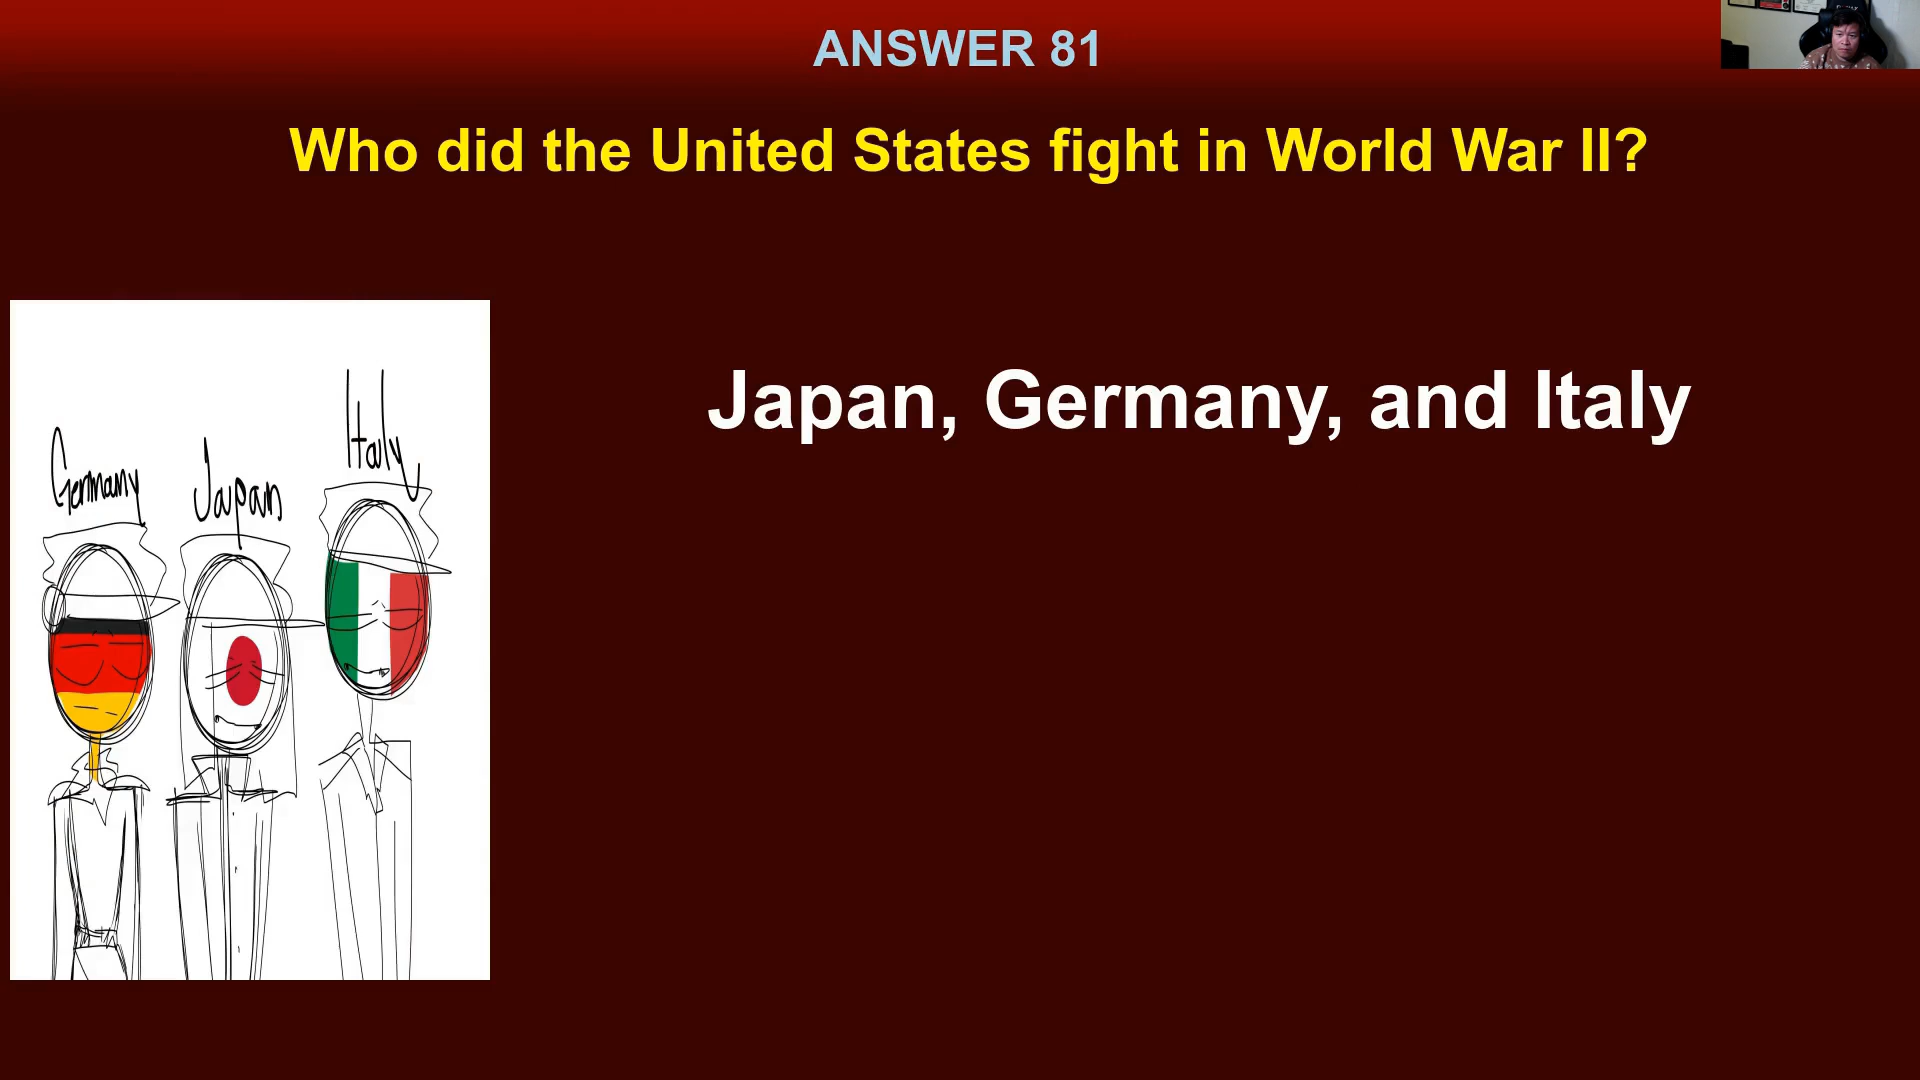 ANSWER 81
Who did the United States fight in World War II?
Japan, Germany, and Italy
Germany
Japan
Italy